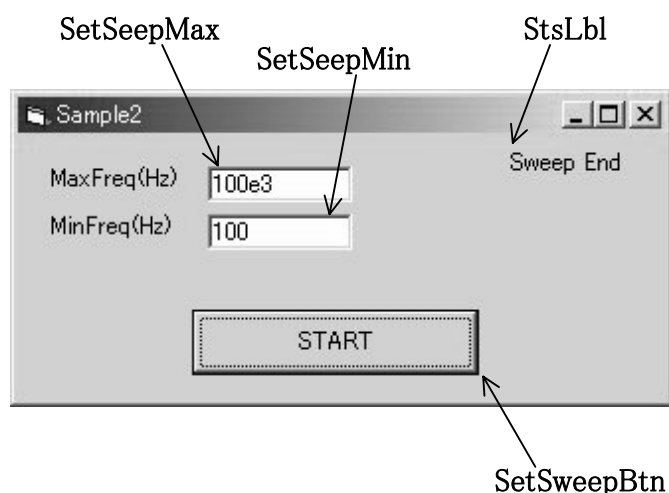 SetSeepMax
StsLbl
SetSeepMin
Sample2
Sweep End
MaxFreq(Hz)
100e3
MinFreq(Hz)
100
START
SetSweepBtn